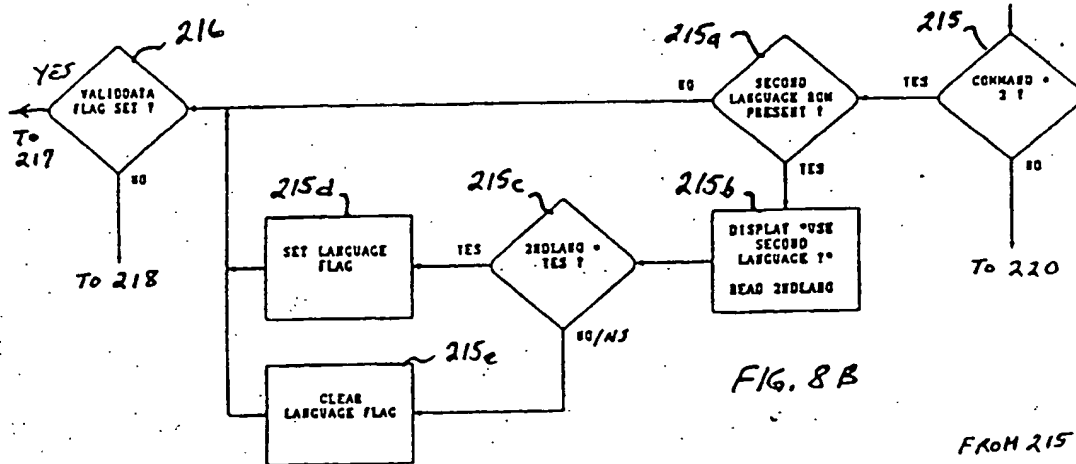 216
YES
VALIDDATA
FLAG SET ?
TO
217
NO
TO 218
215a
SECOND
LANGUAGE ROM
PRESENT ?
NO
YES
215
COMMAND =
YES
NO
TO 220
215b
DISPLAY "USE
SECOND
LANGUAGE ?"
READ 2NDLANG
215c
2NDLANG =
YES ?
YES
NO/NS
215d
SET LANGUAGE
FLAG
215e
CLEAR
LANGUAGE FLAG
FIG. 8B
FROM 215